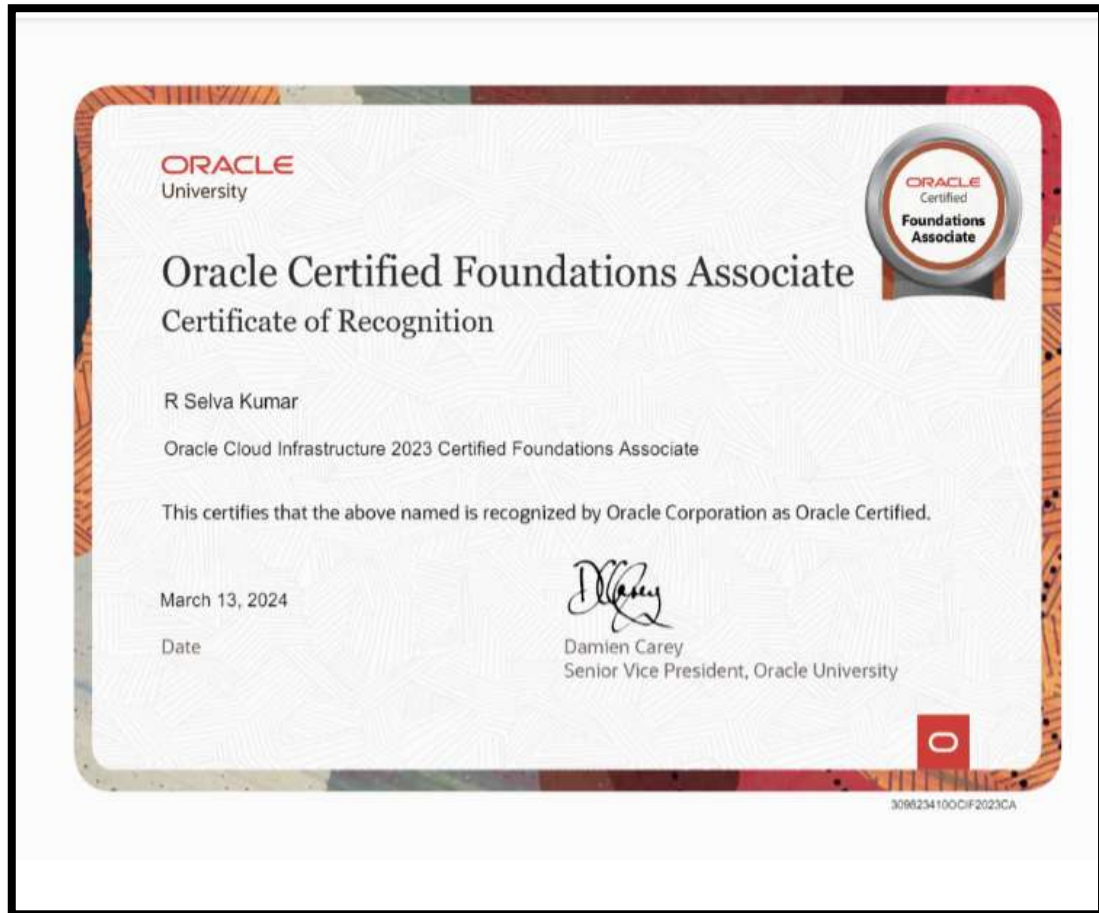 ORACLE
University
ORACLE
Certified
Foundations
Associate
Oracle Certified Foundations Associate
Certificate of Recognition
R Selva Kumar
Oracle Cloud Infrastructure 2023 Certified Foundations Associate
This certifies that the above named is recognized by Oracle Corporation as Oracle Certified.
March 13, 2024
Date
DCarey
Damien Carey
Senior Vice President, Oracle University
309823410OCIF2023CA